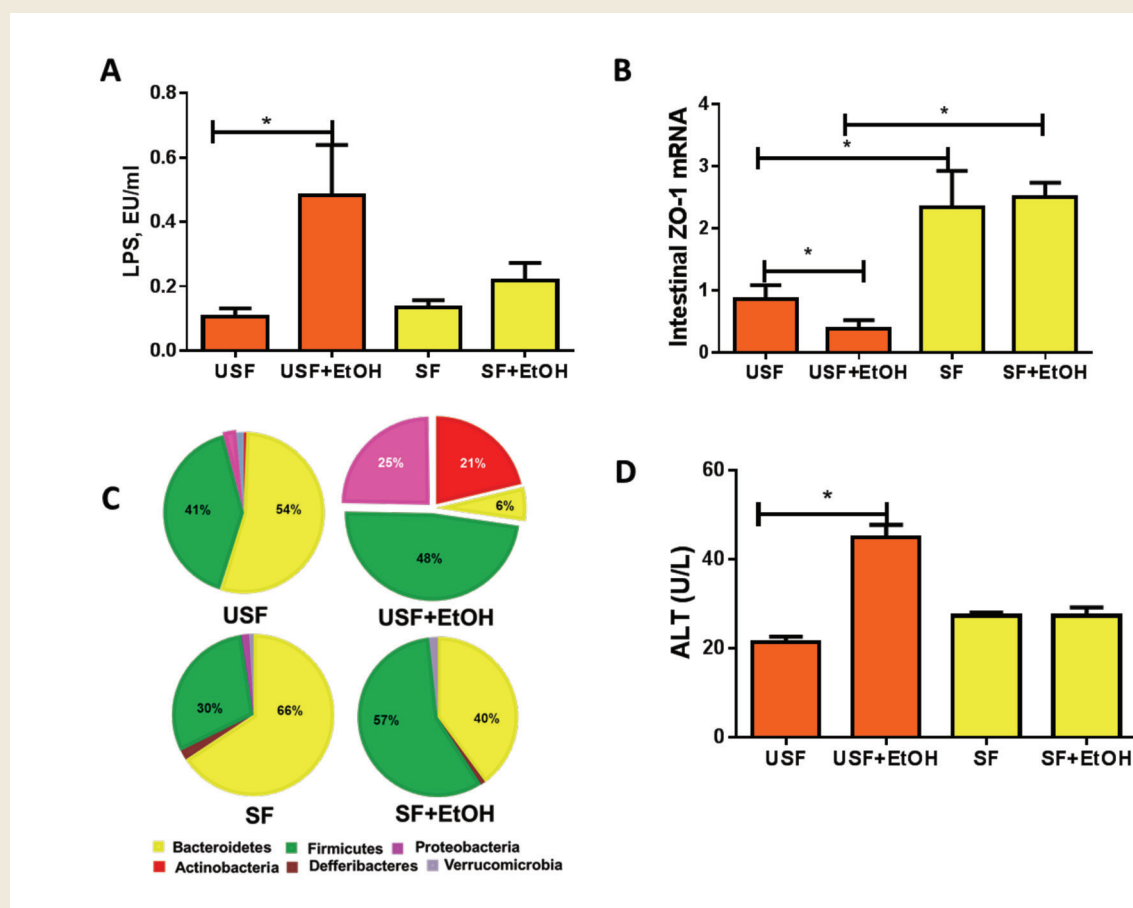 A
LPS, EU/ml
0.8
0.6
0.4
0.2
0.0
*
USF USF+EtOH SF SF+EtOH
B
Intestinal ZO-1 mRNA
4
3
2
1
0
*
*
*
USF USF+EtOH SF SF+EtOH
C
41% 54%
USF
25% 21%
6%
48%
USF+EtOH
30% 66%
SF
57% 40%
SF+EtOH
Bacteroidetes Firmicutes Proteobacteria
Actinobacteria Defferibacteres Verrucomicrobia
D
ALT (U/L)
60
40
20
0
*
USF USF+EtOH SF SF+EtOH